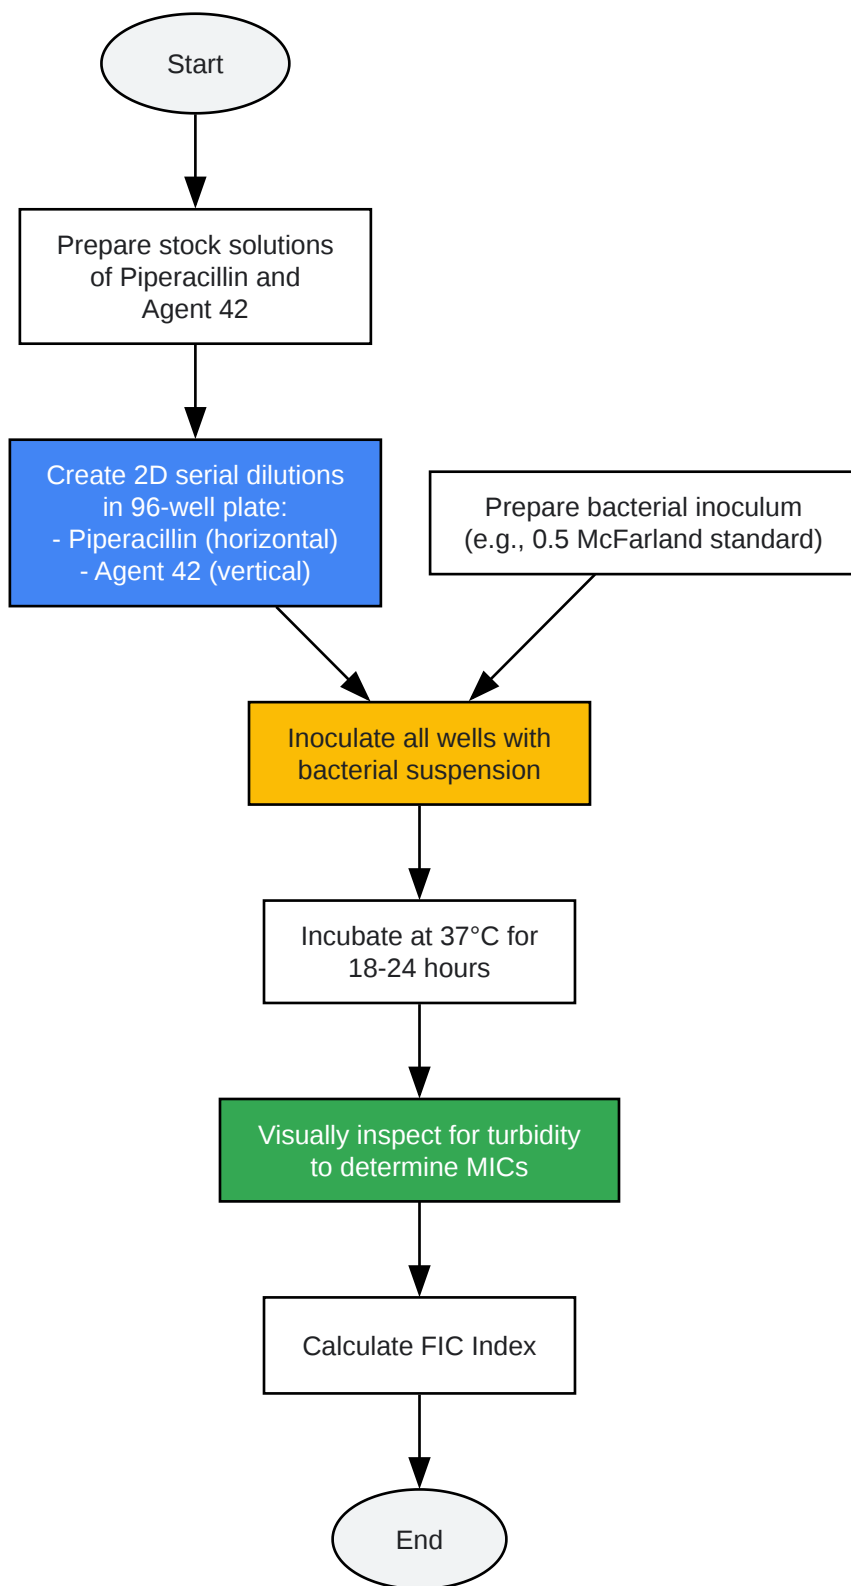 Start
Prepare stock solutions
of Piperacillin and
Agent 42
Create 2D serial dilutions
in 96-well plate:
- Piperacillin (horizontal)
- Agent 42 (vertical)
Prepare bacterial inoculum
(e.g., 0.5 McFarland standard)
Inoculate all wells with
bacterial suspension
Incubate at 37°C for
18-24 hours
Visually inspect for turbidity
to determine MICs
Calculate FIC Index
End